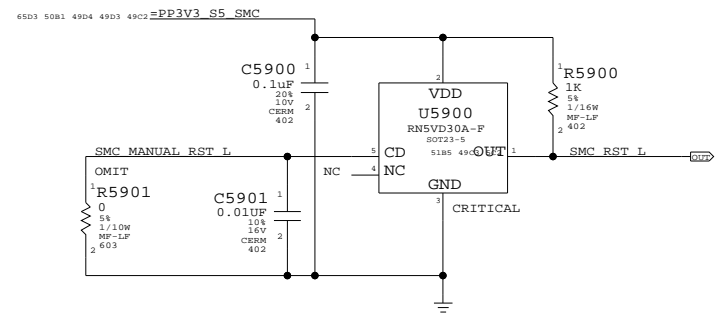 65D3 50B1 49D4 49D3 49C2 =PP3V3_S5_SMC
C5900 1
0.1uF
20%
10V 2
CERM
402
2
VDD
U5900
RN5VD30A-F
SOT23-5
51B5 49C3 OUT 1
5 CD
4 NC
GND
3
CRITICAL
1 R5900
1K
5%
1/16W
MF-LF
2 402
SMC_RST_L
OUT
SMC_MANUAL_RST_L
NC
OMIT
1 R5901
0
5%
1/10W
MF-LF
2 603
C5901 1
0.01UF
10%
16V 2
CERM
402